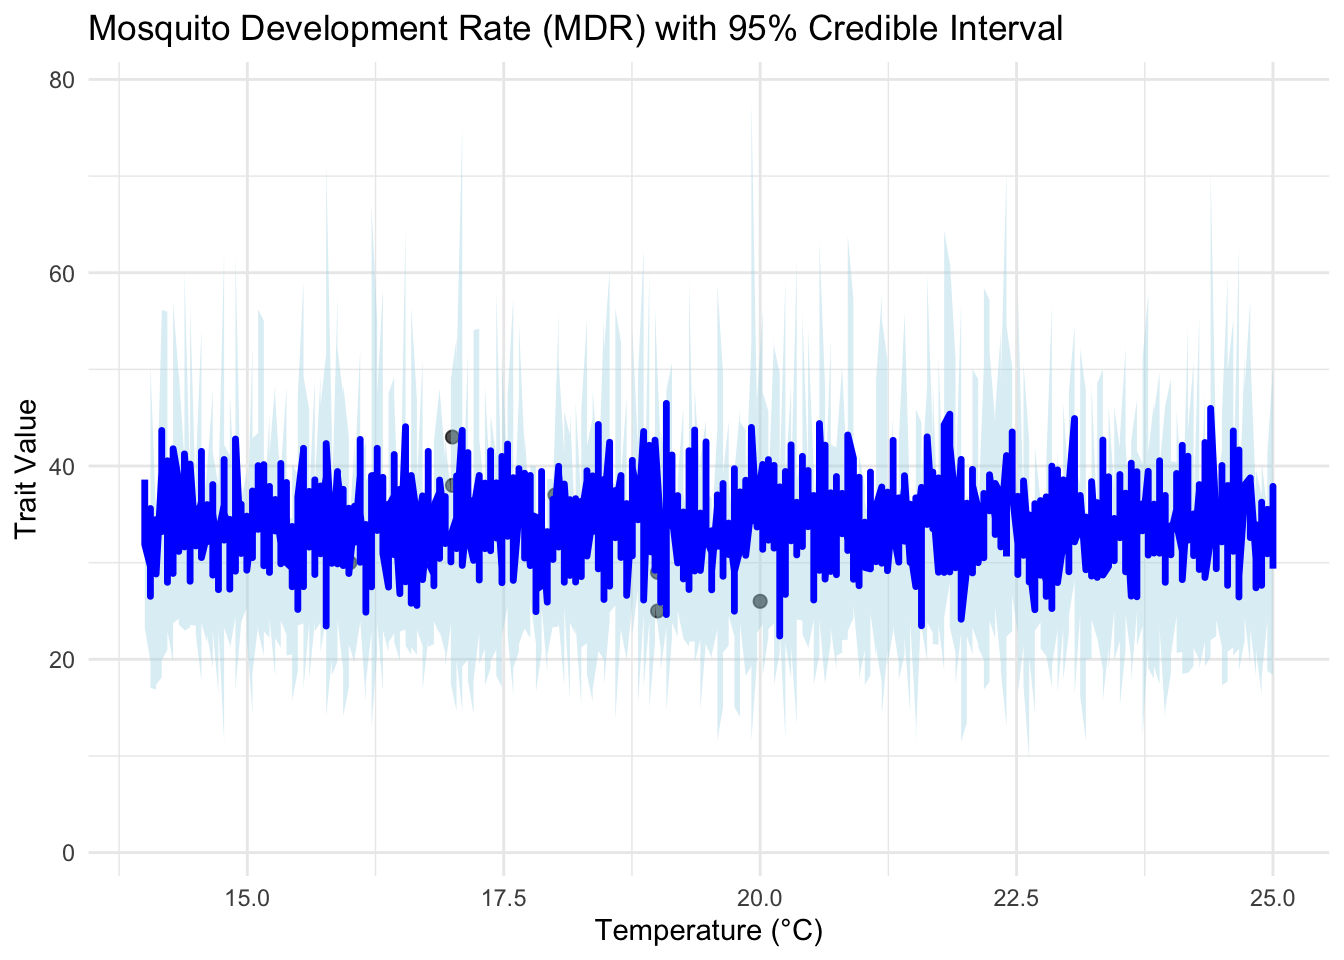 Mosquito Development Rate (MDR) with 95% Credible Interval
80
60
40
20
0
Trait Value
15.0 17.5 20.0 22.5 25.0
Temperature (°C)